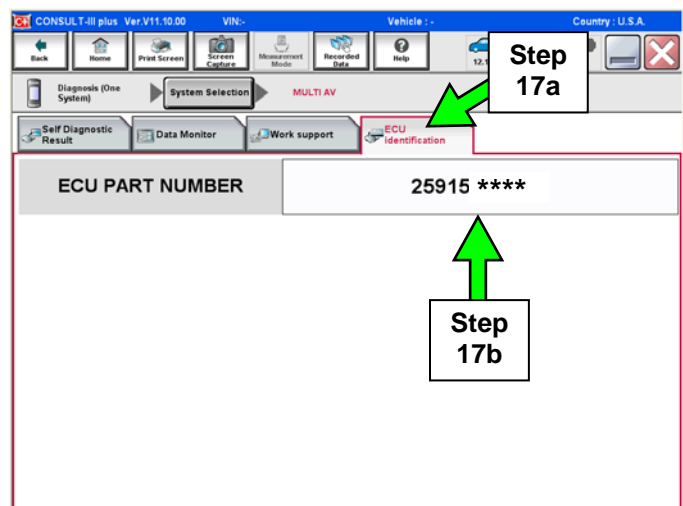 CONSULT-III plus Ver.V11.10.00 VIN:- Vehicle : - Country : U.S.A.
Back
Home
Print Screen
Screen
Capture
Measurement
Mode
Recorded
Data
Help
12.1
Step
17a
Diagnosis (One
System)
System Selection
MULTI AV
Self Diagnostic
Result
Data Monitor
Work support
ECU
identification
ECU PART NUMBER
25915 ****
Step
17b